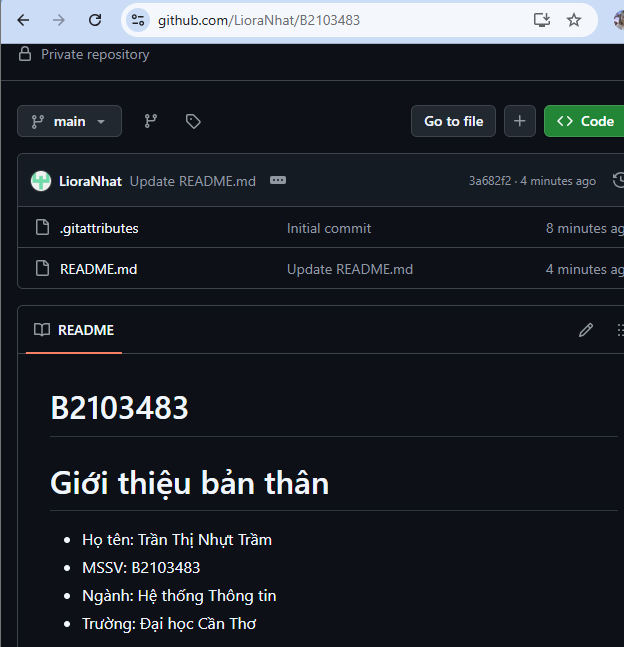 github.com/LioraNhat/B2103483
Private repository
main
Go to file
Code
LioraNhat Update README.md 3a682f2 · 4 minutes ago
.gitattributes Initial commit 8 minutes ag
README.md Update README.md 4 minutes ag
README
B2103483
Giới thiệu bản thân
Họ tên: Trần Thị Nhựt Trầm
MSSV: B2103483
Ngành: Hệ thống Thông tin
Trường: Đại học Cần Thơ